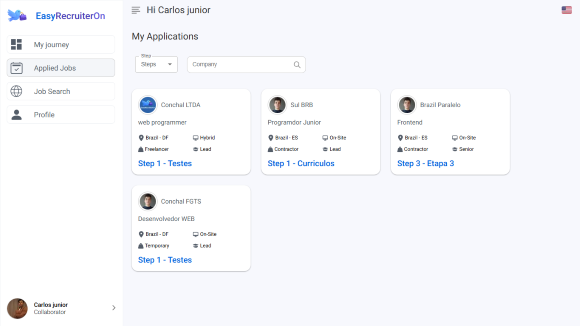 EasyRecruiterOn
Hi Carlos junior
My journey
Applied Jobs
Job Search
Profile
My Applications
Step
Steps
Company
Conchal LTDA
web programmer
Brazil - DF
Hybrid
Freelancer
Lead
Step 1 - Testes
Sul BRB
Programdor Junior
Brazil - ES
On-Site
Contractor
Lead
Step 1 - Curriculos
Brazil Paralelo
Frontend
Brazil - ES
On-Site
Contractor
Senior
Step 3 - Etapa 3
Conchal FGTS
Desenvolvedor WEB
Brazil - DF
On-Site
Temporary
Lead
Step 1 - Testes
Carlos junior
Collaborator